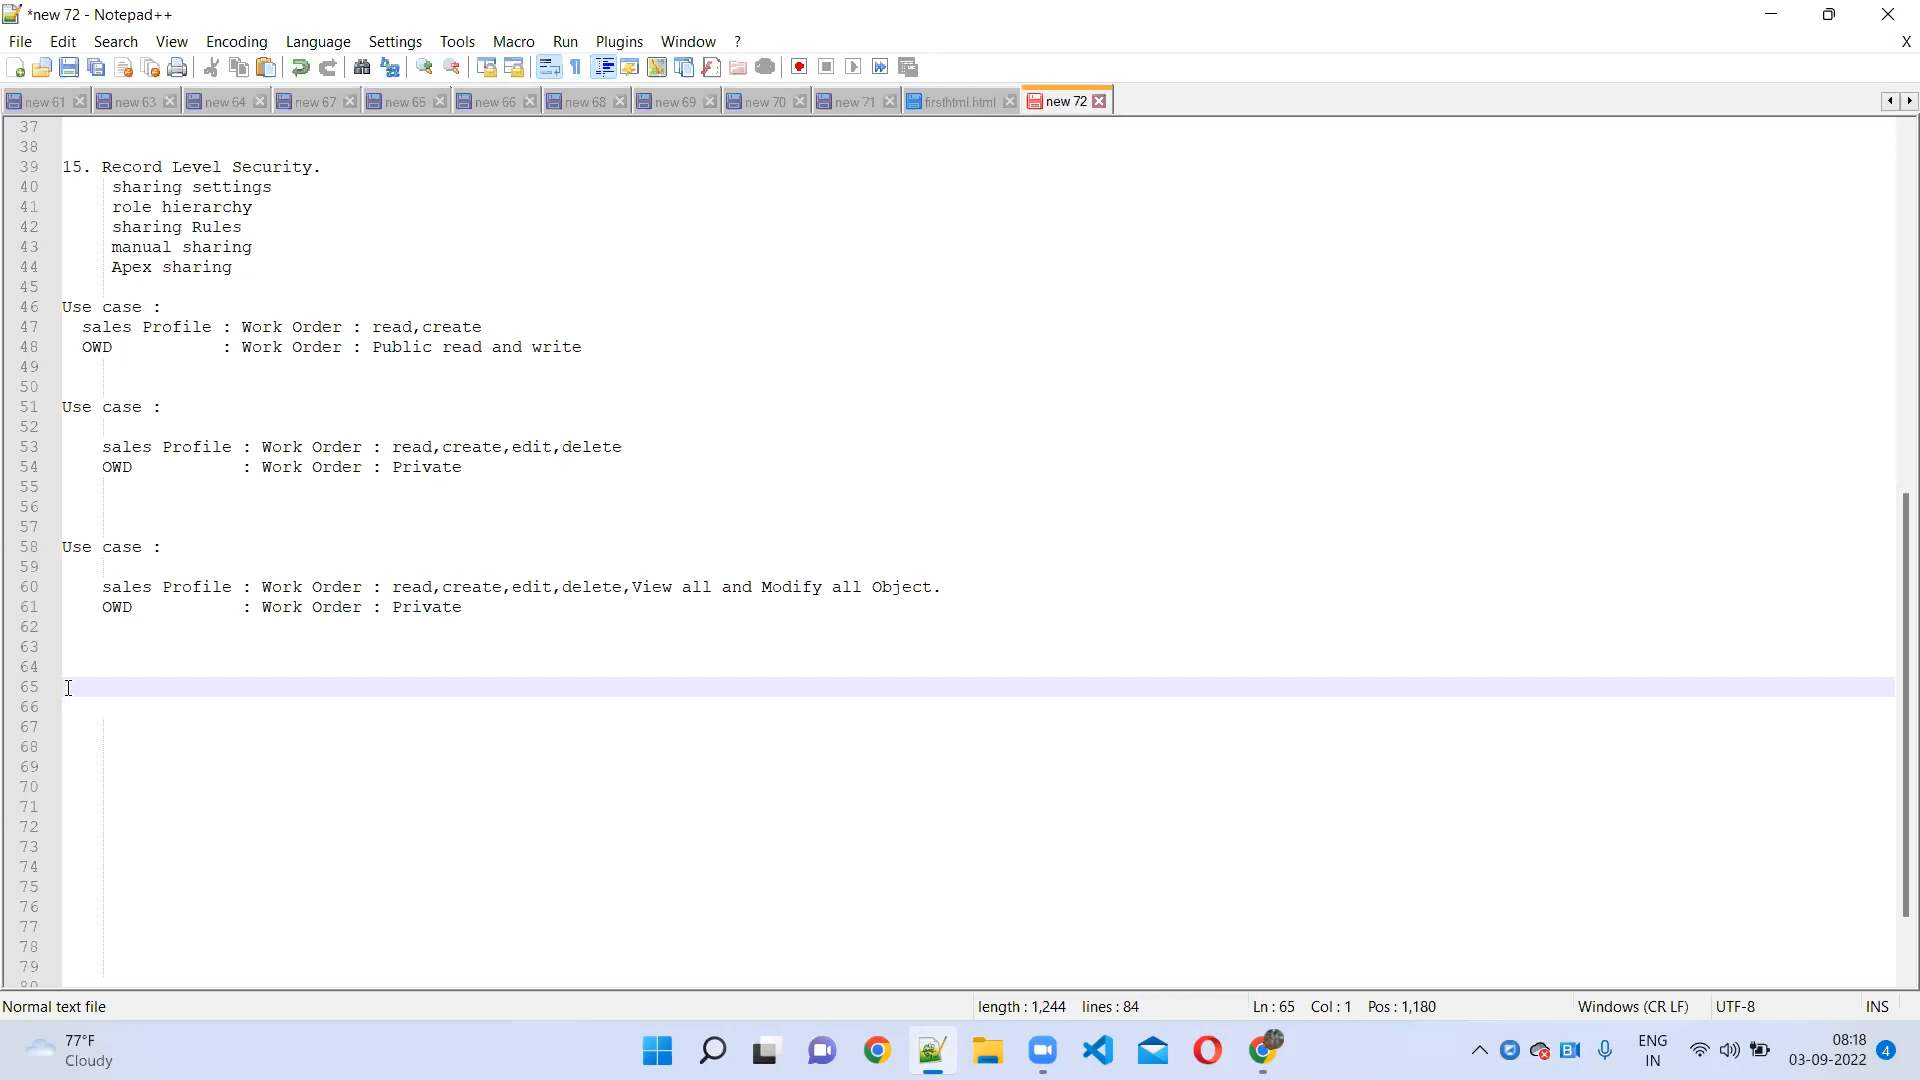 *new 72 - Notepad++
File Edit Search View Encoding Language Settings Tools Macro Run Plugins Window ? X
new 61 new 63 new 64 new 67 new 65 new 66 new 68 new 69 new 70 new 71 firsthtml.html new 72
37
38
39 15. Record Level Security.
40 sharing settings
41 role hierarchy
42 sharing Rules
43 manual sharing
44 Apex sharing
45
46 Use case :
47 sales Profile : Work Order : read,create
48 OWD : Work Order : Public read and write
49
50
51 Use case :
52
53 sales Profile : Work Order : read,create,edit,delete
54 OWD : Work Order : Private
55
56
57
58 Use case :
59
60 sales Profile : Work Order : read,create,edit,delete,View all and Modify all Object.
61 OWD : Work Order : Private
62
63
64
65
66
67
68
69
70
71
72
73
74
75
76
77
78
79
80
Normal text file length : 1,244 lines : 84 Ln : 65 Col : 1 Pos : 1,180 Windows (CR LF) UTF-8 INS
77°F
Cloudy
ENG
IN
08:18
03-09-2022
4